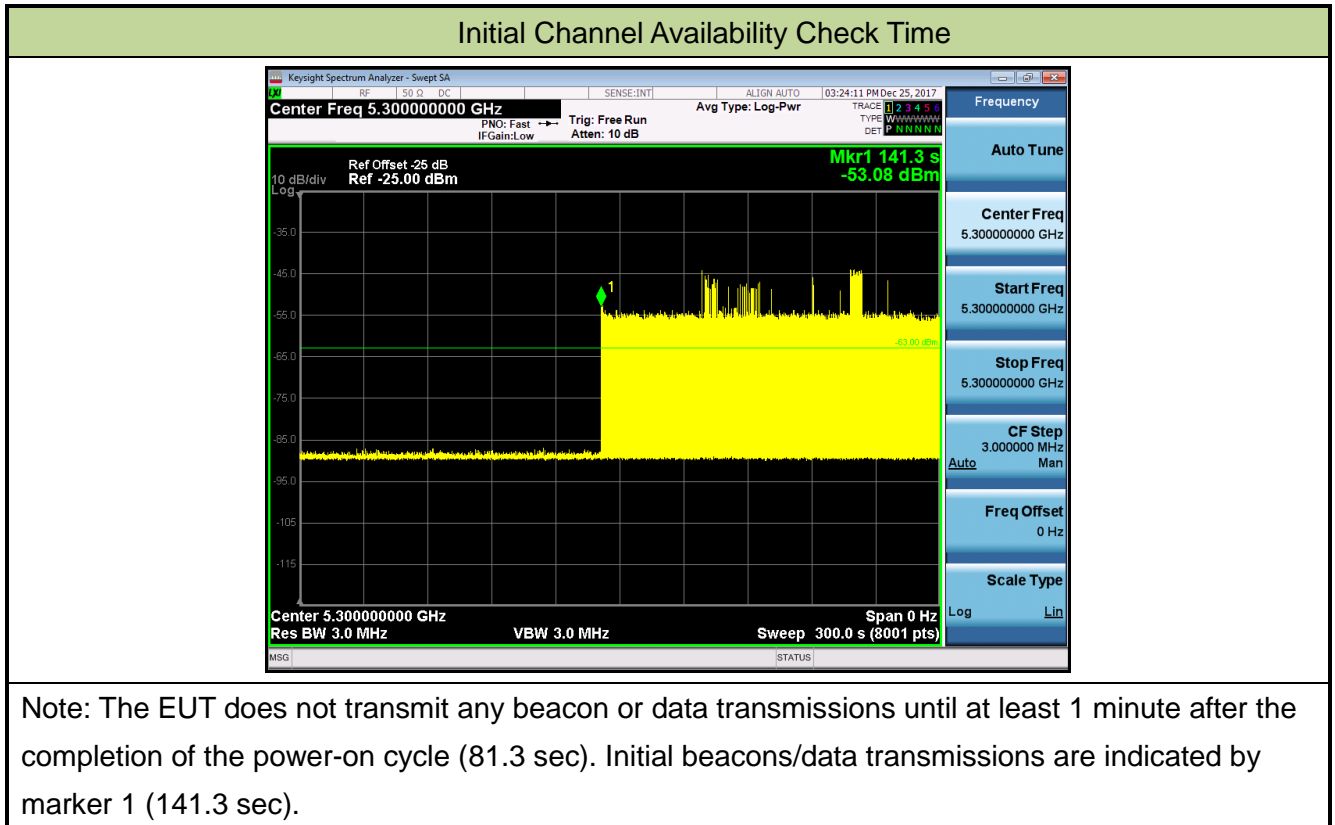 Initial Channel Availability Check Time
Keysight Spectrum Analyzer - Swept SA
LXI RF 50 Ω DC SENSE:INT ALIGN AUTO 03:24:11 PM Dec 25, 2017
Center Freq 5.300000000 GHz
PNO: Fast
IFGain:Low
Trig: Free Run
Atten: 10 dB
Avg Type: Log-Pwr
TRACE 1 2 3 4 5 6
TYPE WWWWWW
DET P N N N N N
Ref Offset -25 dB
10 dB/div Ref -25.00 dBm
Log
Mkr1 141.3 s
-53.08 dBm
-35.0
-45.0
1
-55.0
-63.00 dBm
-65.0
-75.0
-85.0
-95.0
-105
-115
Center 5.300000000 GHz Span 0 Hz
Res BW 3.0 MHz VBW 3.0 MHz Sweep 300.0 s (8001 pts)
MSG STATUS
Frequency
Auto Tune
Center Freq
5.300000000 GHz
Start Freq
5.300000000 GHz
Stop Freq
5.300000000 GHz
CF Step
3.000000 MHz
Auto Man
Freq Offset
0 Hz
Scale Type
Log Lin
Note: The EUT does not transmit any beacon or data transmissions until at least 1 minute after the
completion of the power-on cycle (81.3 sec). Initial beacons/data transmissions are indicated by
marker 1 (141.3 sec).